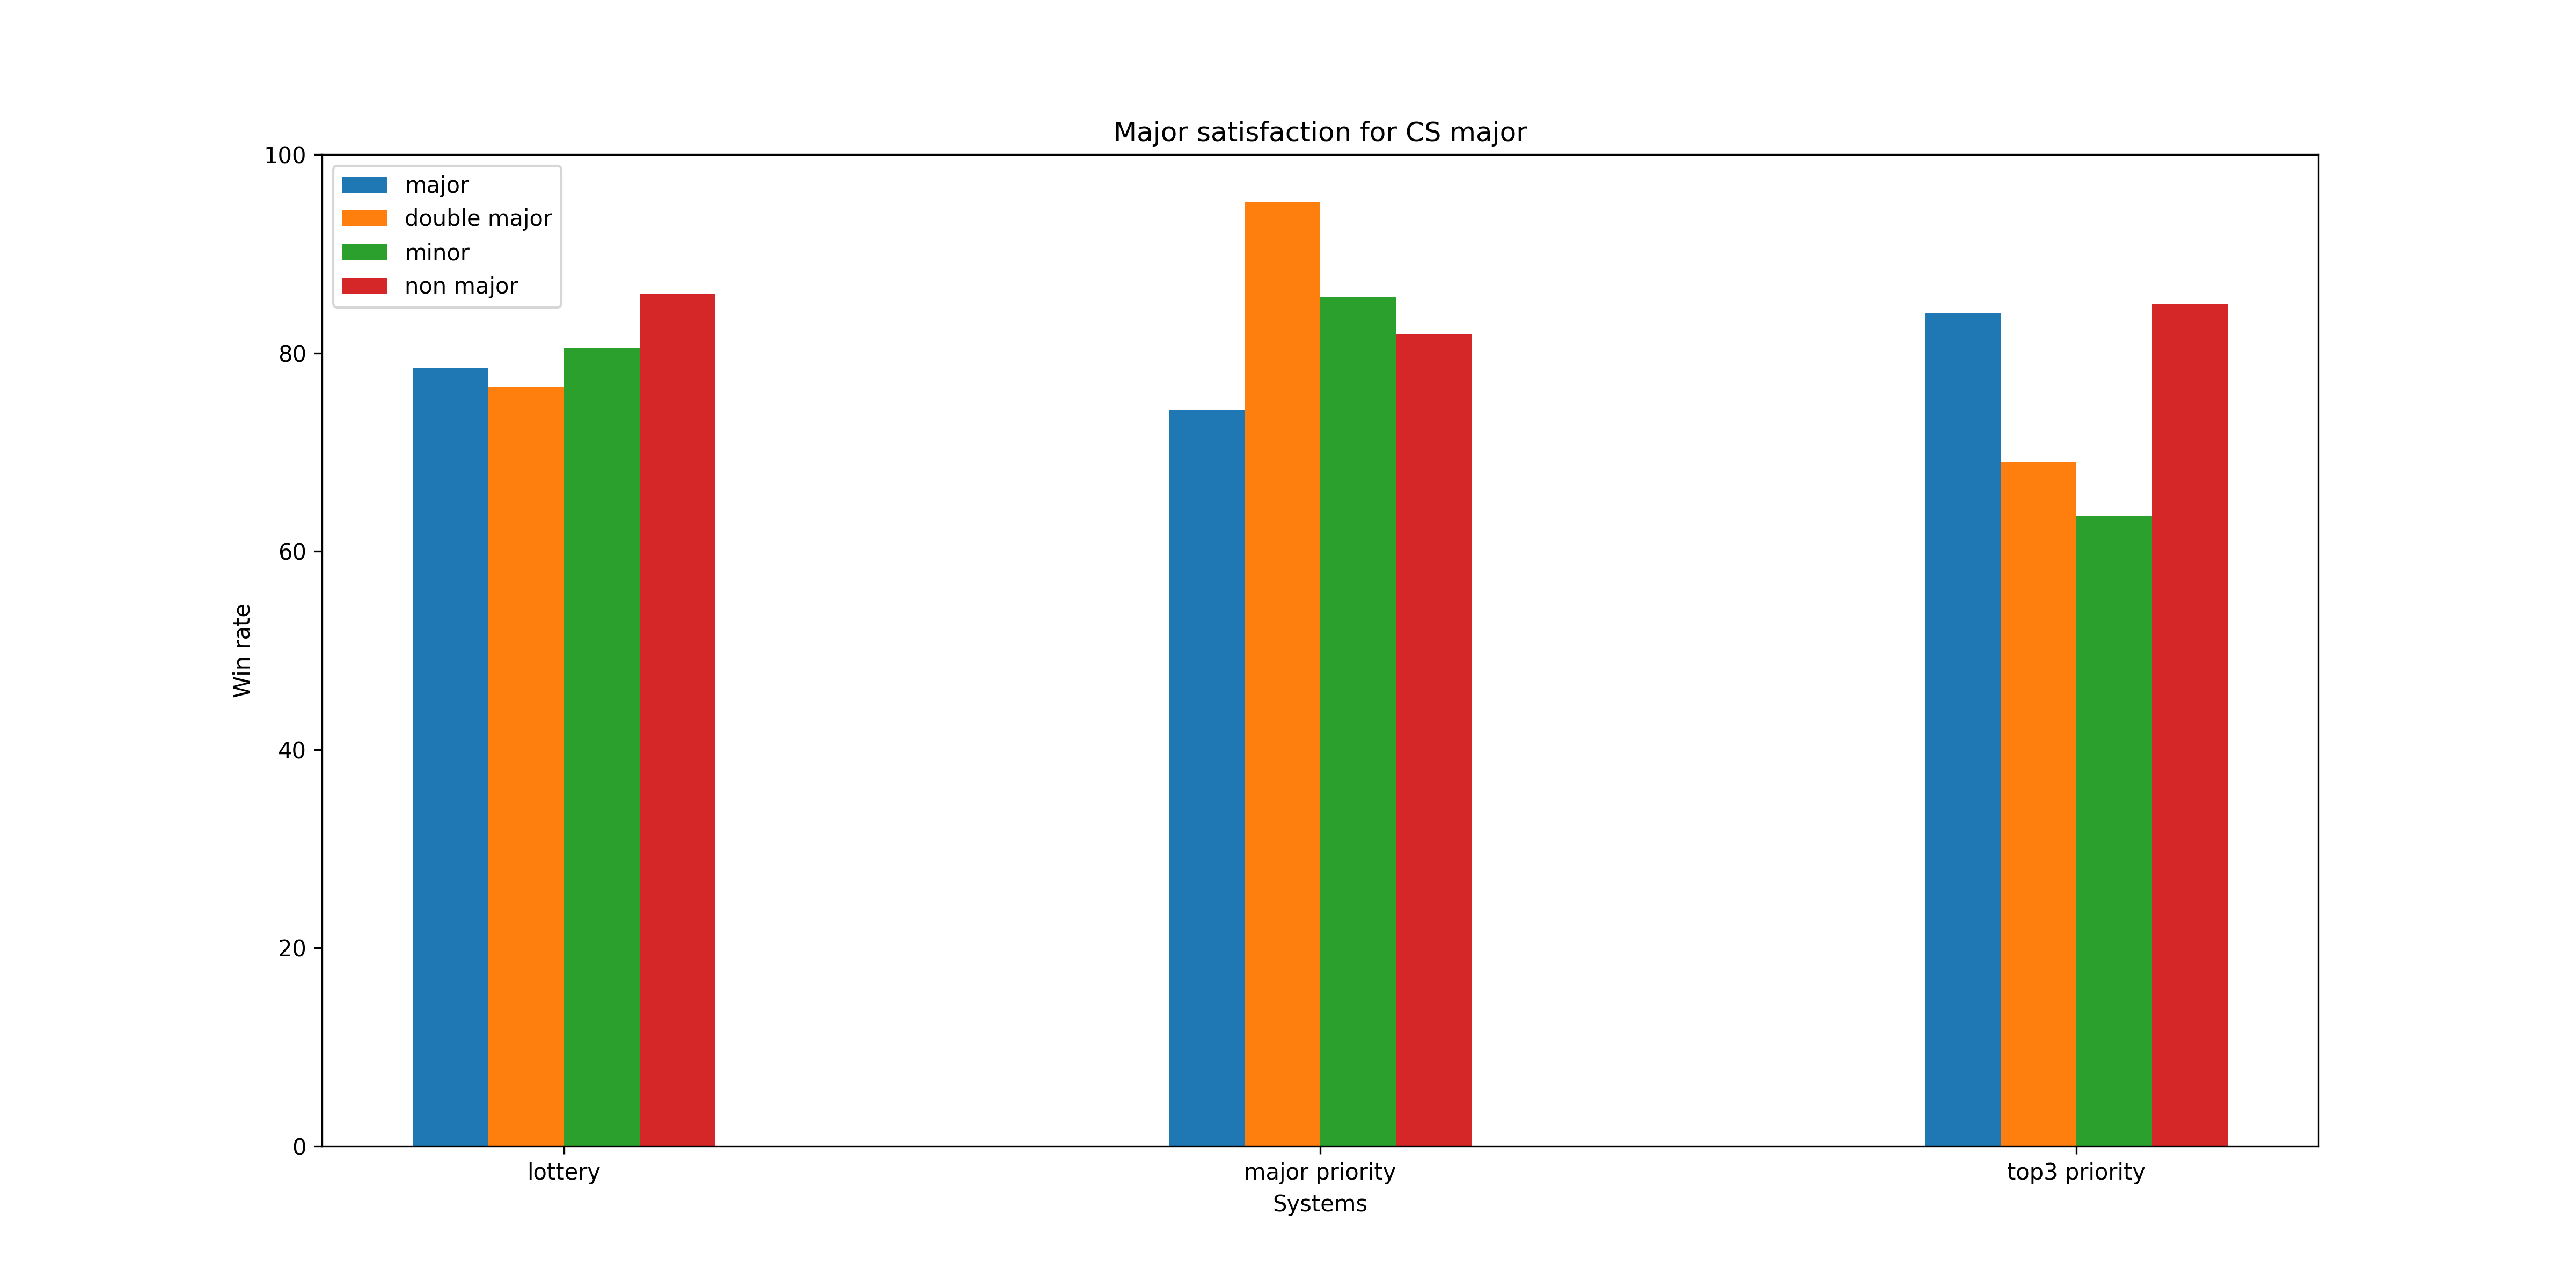 Major satisfaction for CS major
100
80
60
40
20
0
Win rate
major
double major
minor
non major
lottery
major priority
top3 priority
Systems